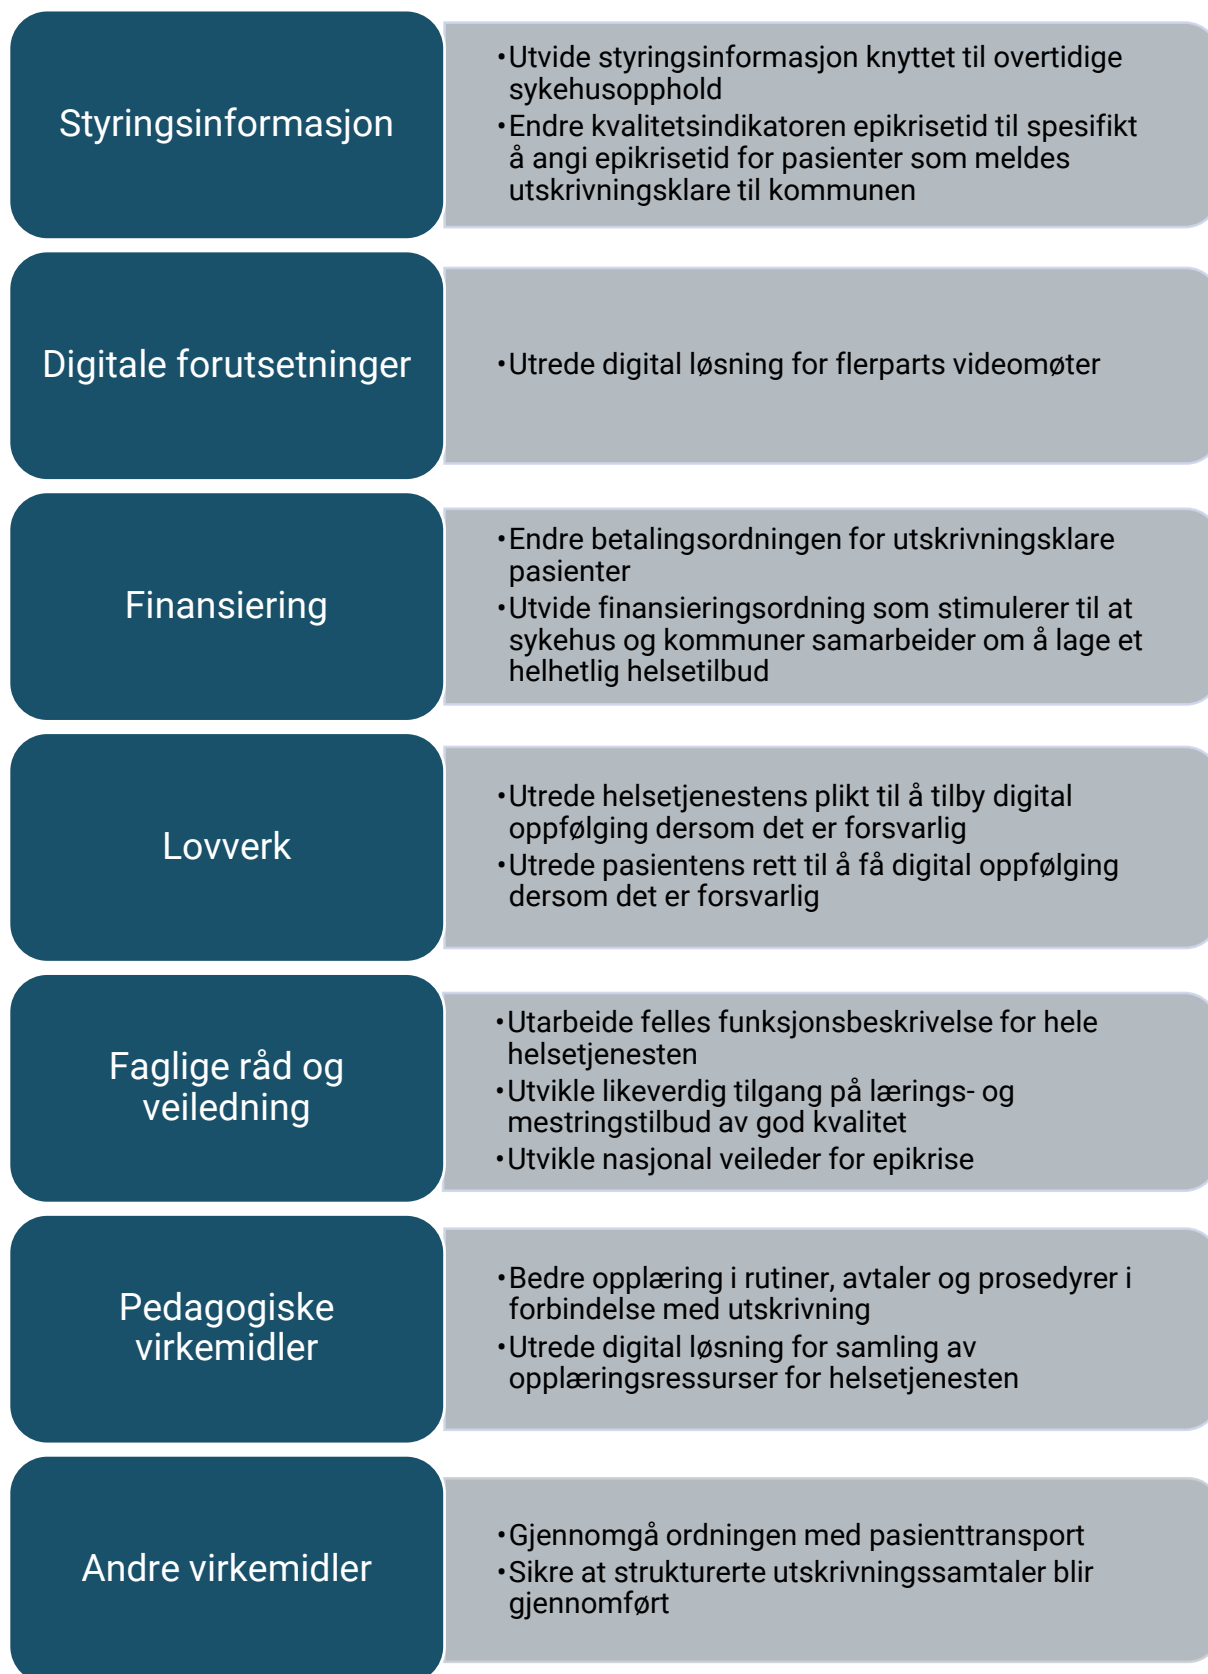 Styringsinformasjon
•Utvide styringsinformasjon knyttet til overtidige
sykehusopphold
•Endre kvalitetsindikatoren epikrisetid til spesifikt
å angi epikrisetid for pasienter som meldes
utskrivningsklare til kommunen
Digitale forutsetninger
•Utrede digital løsning for flerparts videomøter
Finansiering
•Endre betalingsordningen for utskrivningsklare
pasienter
•Utvide finansieringsordning som stimulerer til at
sykehus og kommuner samarbeider om å lage et
helhetlig helsetilbud
Lovverk
•Utrede helsetjenestens plikt til å tilby digital
oppfølging dersom det er forsvarlig
•Utrede pasientens rett til å få digital oppfølging
dersom det er forsvarlig
Faglige råd og
veiledning
•Utarbeide felles funksjonsbeskrivelse for hele
helsetjenesten
•Utvikle likeverdig tilgang på lærings- og
mestringstilbud av god kvalitet
•Utvikle nasjonal veileder for epikrise
Pedagogiske
virkemidler
•Bedre opplæring i rutiner, avtaler og prosedyrer i
forbindelse med utskrivning
•Utrede digital løsning for samling av
opplæringsressurser for helsetjenesten
Andre virkemidler
•Gjennomgå ordningen med pasienttransport
•Sikre at strukturerte utskrivningssamtaler blir
gjennomført